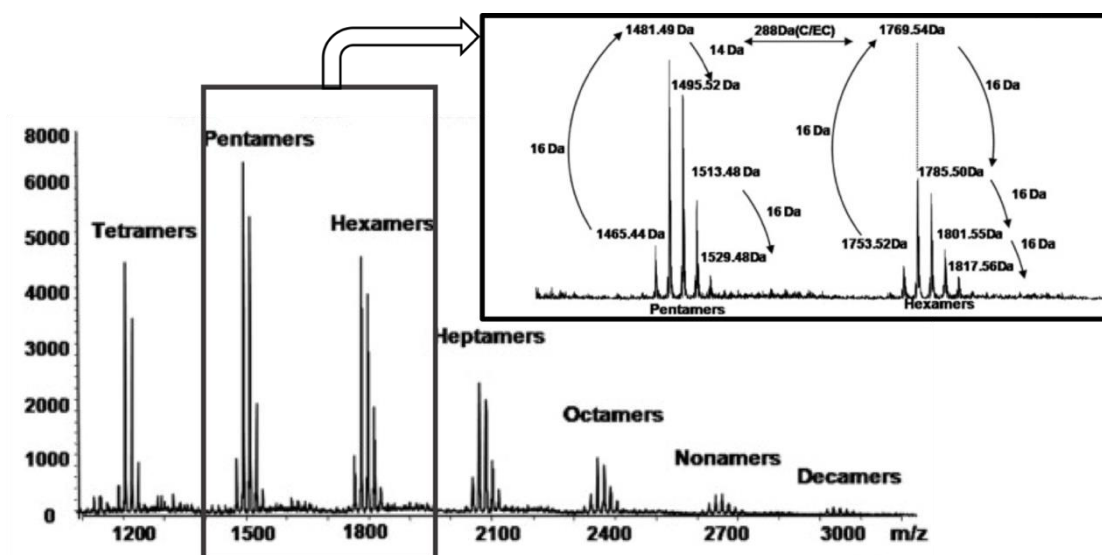 1481.49 Da
288Da(C/EC)
1769.54Da
14 Da
1495.52 Da
16 Da
16 Da
16 Da
1513.48 Da
1785.50Da
16 Da
16 Da
1465.44 Da
1753.52Da
1801.55Da
16 Da
1529.48Da
1817.56Da
Pentamers
Hexamers
8000
6000
5000
4000
3000
2000
1000
0
Tetramers
Pentamers
Hexamers
Heptamers
Octamers
Nonamers
Decamers
1200
1500
1800
2100
2400
2700
3000
m/z